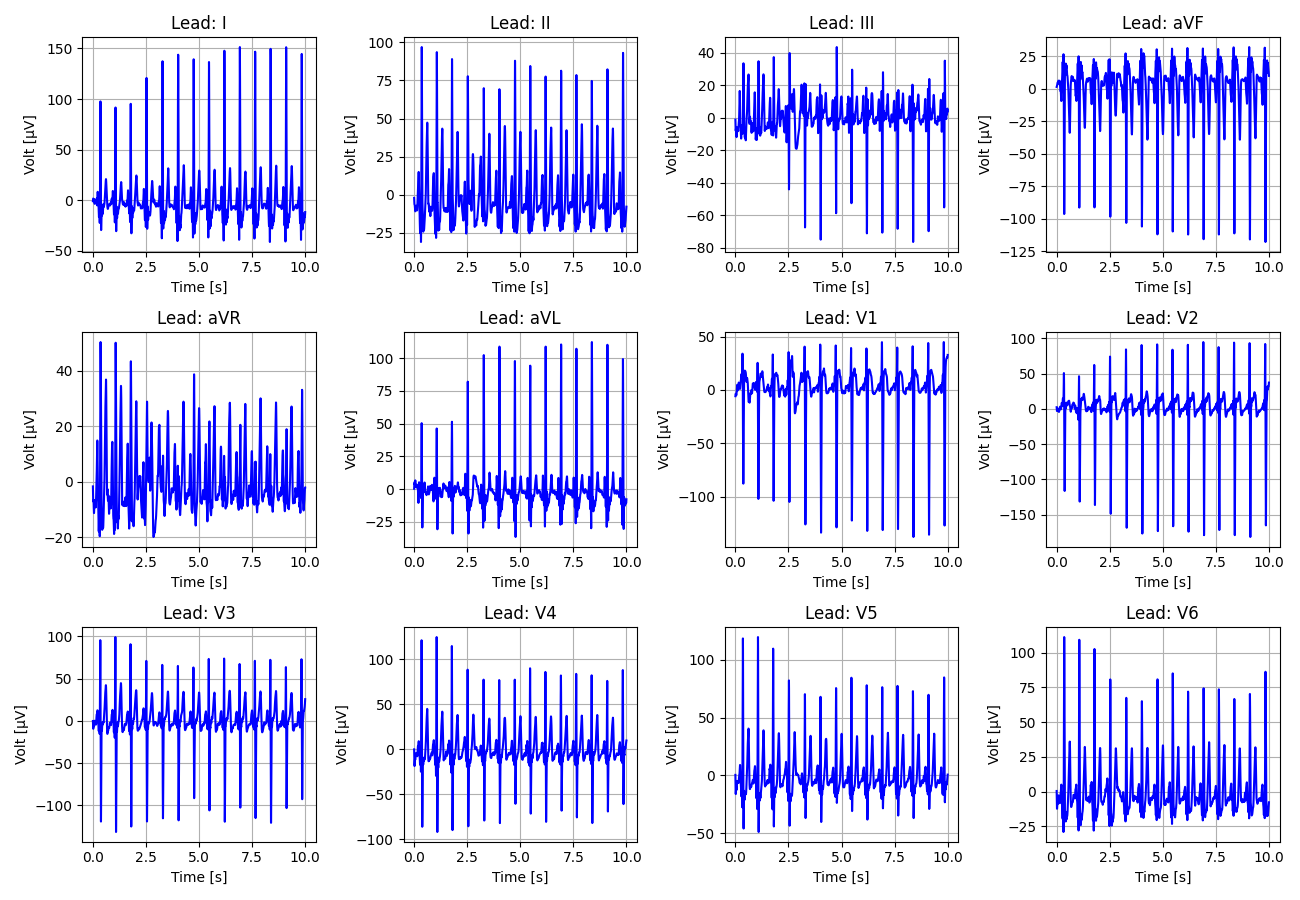 Lead: I
Volt [µV]
150
100
50
0
−50
0.0 2.5 5.0 7.5 10.0
Time [s]
Lead: II
Volt [µV]
100
75
50
25
0
−25
0.0 2.5 5.0 7.5 10.0
Time [s]
Lead: III
Volt [µV]
40
20
0
−20
−40
−60
−80
0.0 2.5 5.0 7.5 10.0
Time [s]
Lead: aVF
Volt [µV]
25
0
−25
−50
−75
−100
−125
0.0 2.5 5.0 7.5 10.0
Time [s]
Lead: aVR
Volt [µV]
40
20
0
−20
0.0 2.5 5.0 7.5 10.0
Time [s]
Lead: aVL
Volt [µV]
100
75
50
25
0
−25
0.0 2.5 5.0 7.5 10.0
Time [s]
Lead: V1
Volt [µV]
50
0
−50
−100
0.0 2.5 5.0 7.5 10.0
Time [s]
Lead: V2
Volt [µV]
100
50
0
−50
−100
−150
0.0 2.5 5.0 7.5 10.0
Time [s]
Lead: V3
Volt [µV]
100
50
0
−50
−100
0.0 2.5 5.0 7.5 10.0
Time [s]
Lead: V4
Volt [µV]
100
50
0
−50
−100
0.0 2.5 5.0 7.5 10.0
Time [s]
Lead: V5
Volt [µV]
100
50
0
−50
0.0 2.5 5.0 7.5 10.0
Time [s]
Lead: V6
Volt [µV]
100
75
50
25
0
−25
0.0 2.5 5.0 7.5 10.0
Time [s]